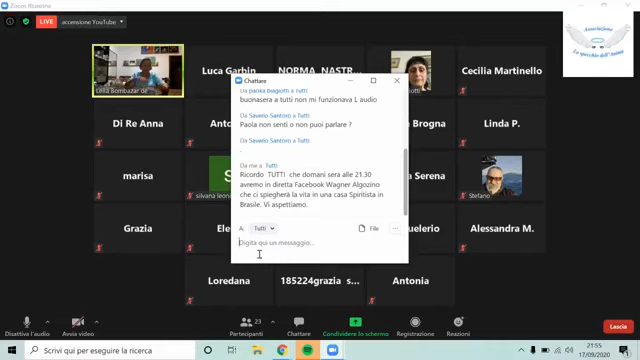 Zoom Riunione
LIVE accensione YouTube
Associazione
Lo specchio dell'Anima
Luca Garbin
NORMA_NASTR...
Cecilia Martinello
Di Re Anna
Brogna
Linda P.
marisa
S
silvana leoni
Serena
Stefano
Grazia
Ele
uelerio
Alessandra M.
Loredana
185224grazia s...
Antonia
Chattare
Da Paola Biagiotti a Tutti
buonasera a tutti non mi funzionava L audio
Da Saverio Santoro a Tutti
Paola non senti o non puoi parlare ?
Da Saverio Santoro a Tutti
.
Da me a Tutti
Ricordo TUTTI che domani sera alle 21.30
avremo in diretta Facebook Wagner Algozino
che ci spiegherà la vita in una casa Spiritista in
Brasile. Vi aspettiamo.
A: Tutti File ...
Digita qui un messaggio...
Disattiva l'audio
Avvia video
23
Partecipanti
Chattare
Condividere lo schermo
Registrazione
Reazioni
Lascia
Scrivi qui per eseguire la ricerca
21:55
17/09/2020